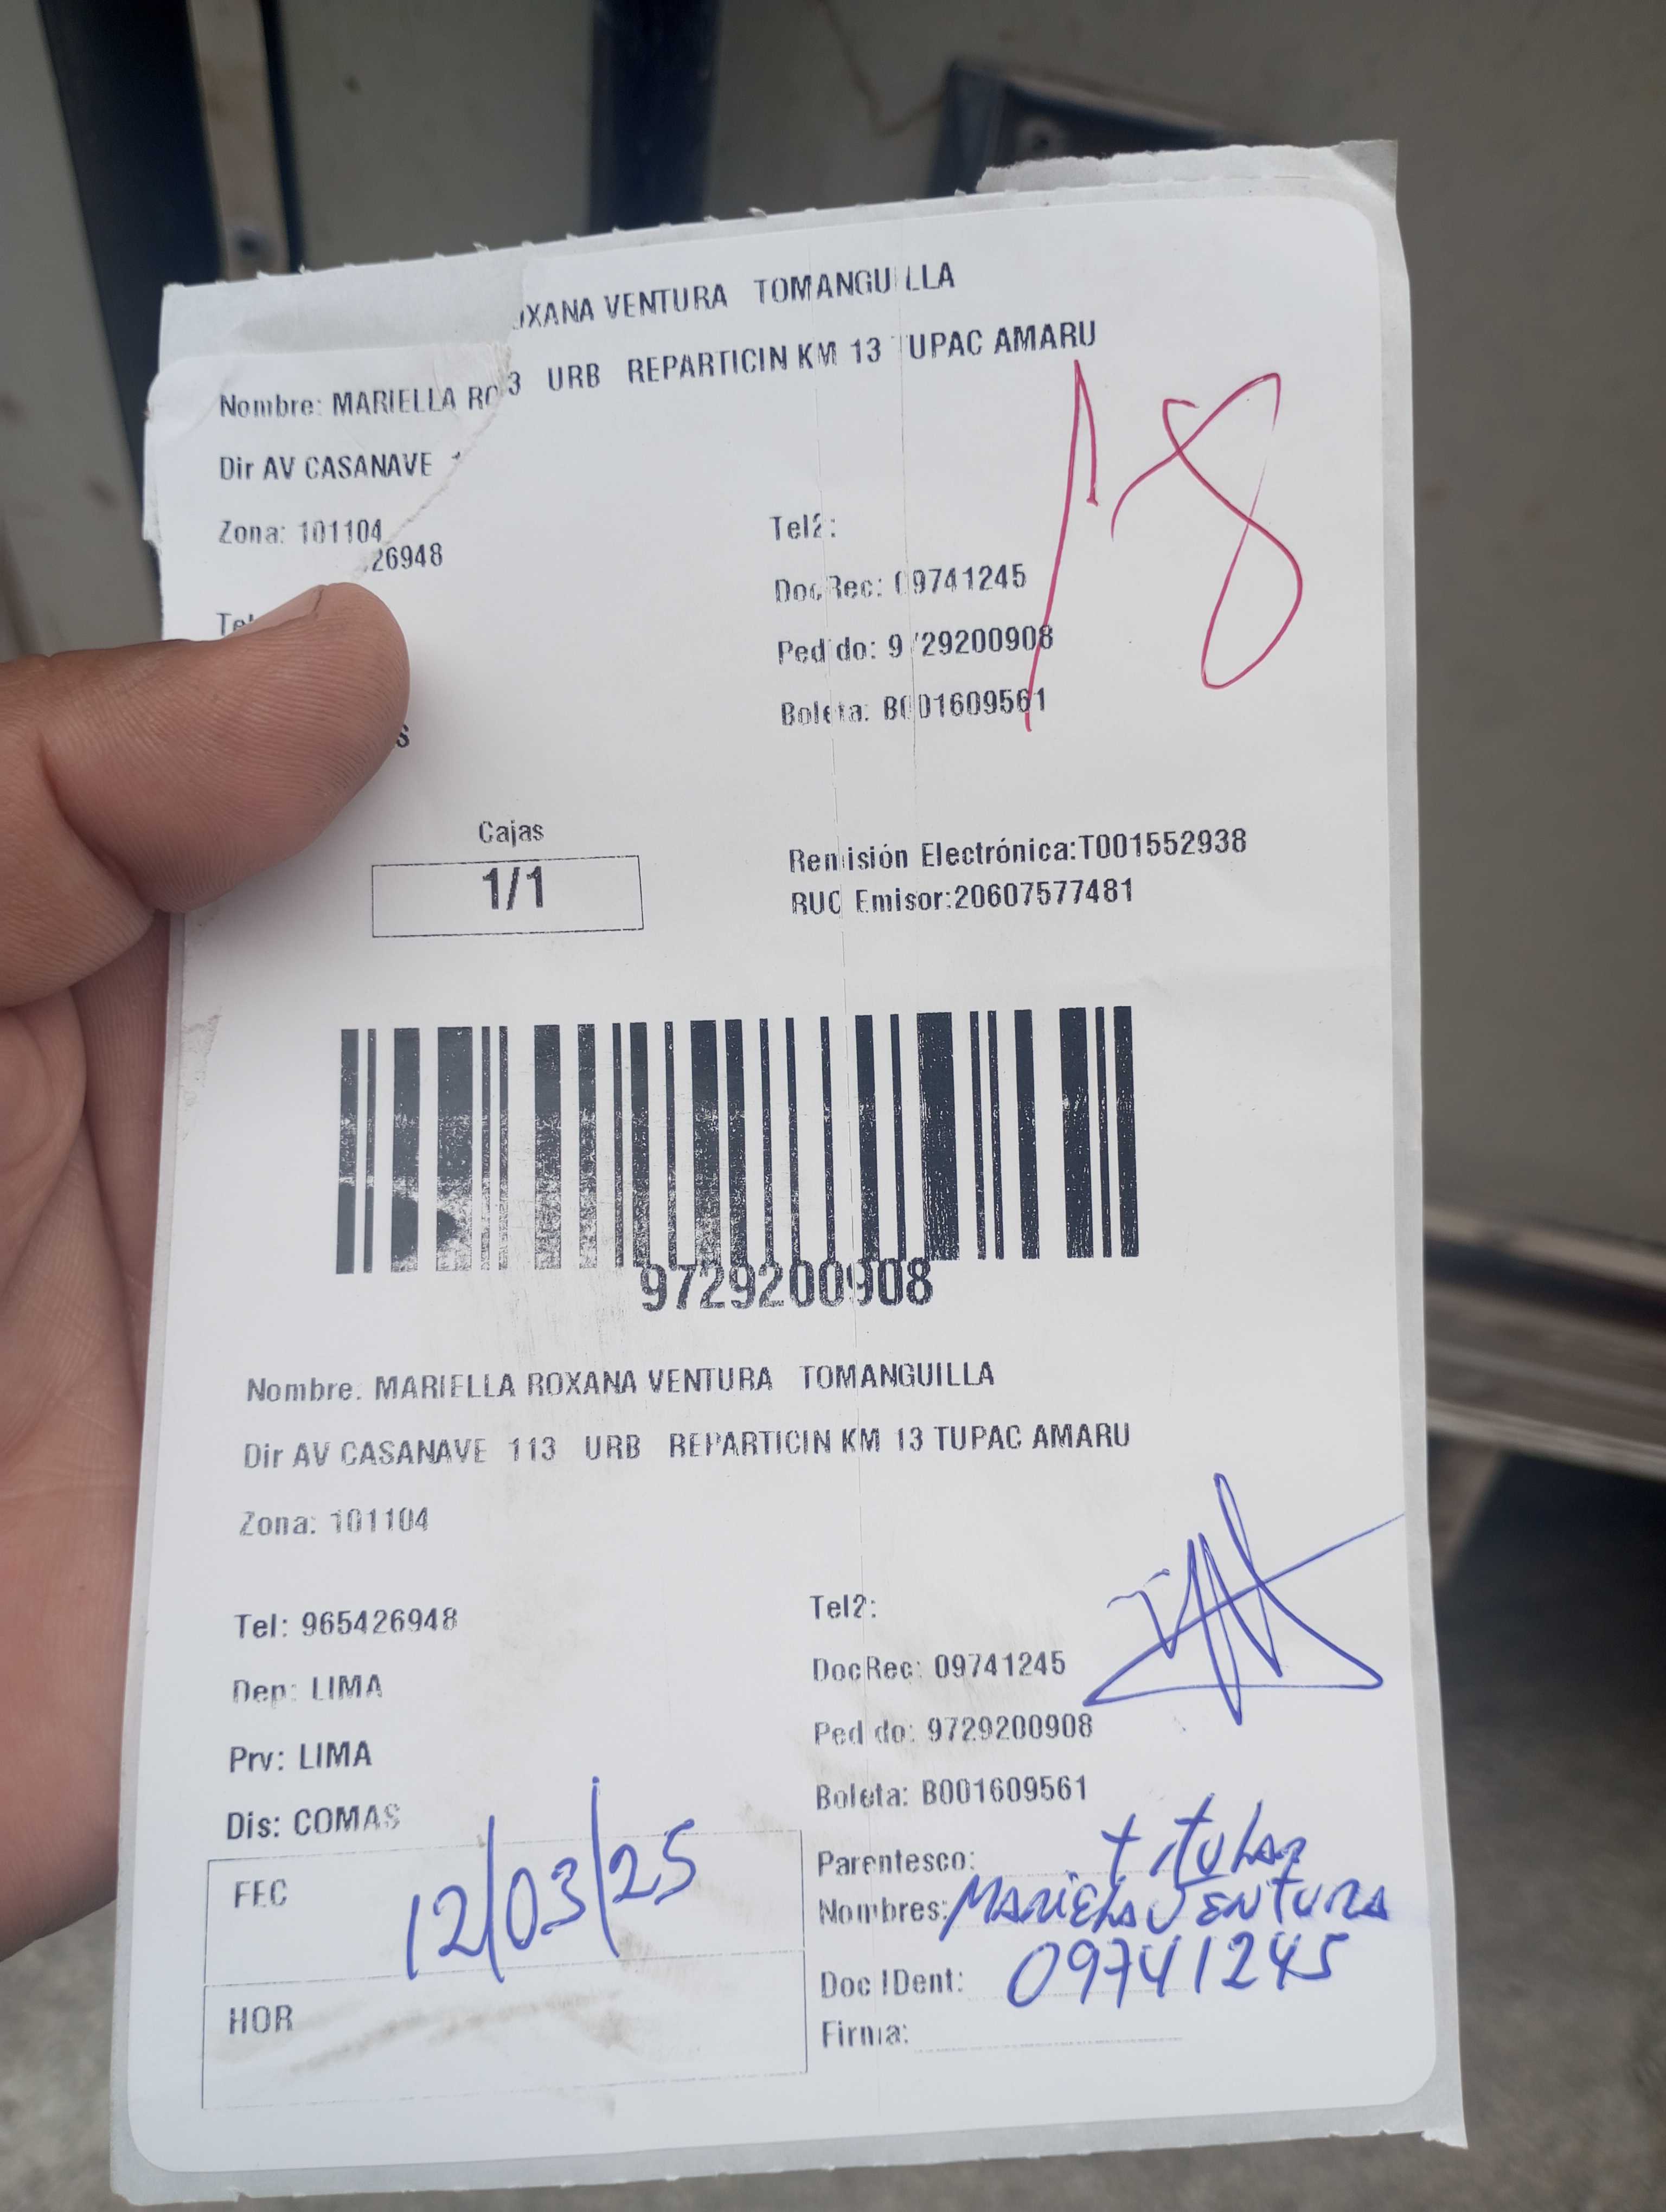 OXANA VENTURA TOMANGUILLA
Nombre: MARIELLA RO
3 URB REPARTICIN KM 13 TUPAC AMARU
Dir AV CASANAVE
Zona: 101104
26948
Tel2:
DocRec: 09741245
Pedido: 9729200908
Boleta: B001609561
18
S
Cajas
1/1
Remisión Electrónica:T001552938
RUC Emisor:20607577481
9729200908
Nombre: MARIELLA ROXANA VENTURA TOMANGUILLA
Dir AV CASANAVE 113 URB REPARTICIN KM 13 TUPAC AMARU
Zona: 101104
Tel: 965426948
Tel2:
Dep: LIMA
DocRec: 09741245
Prv: LIMA
Pedido: 9729200908
Dis: COMAS
Boleta: B001609561
FEC 12/03/25
Parentesco: titular
Nombres: MARIELA VENTURA
HOR
Doc IDent: 09741245
Firma: